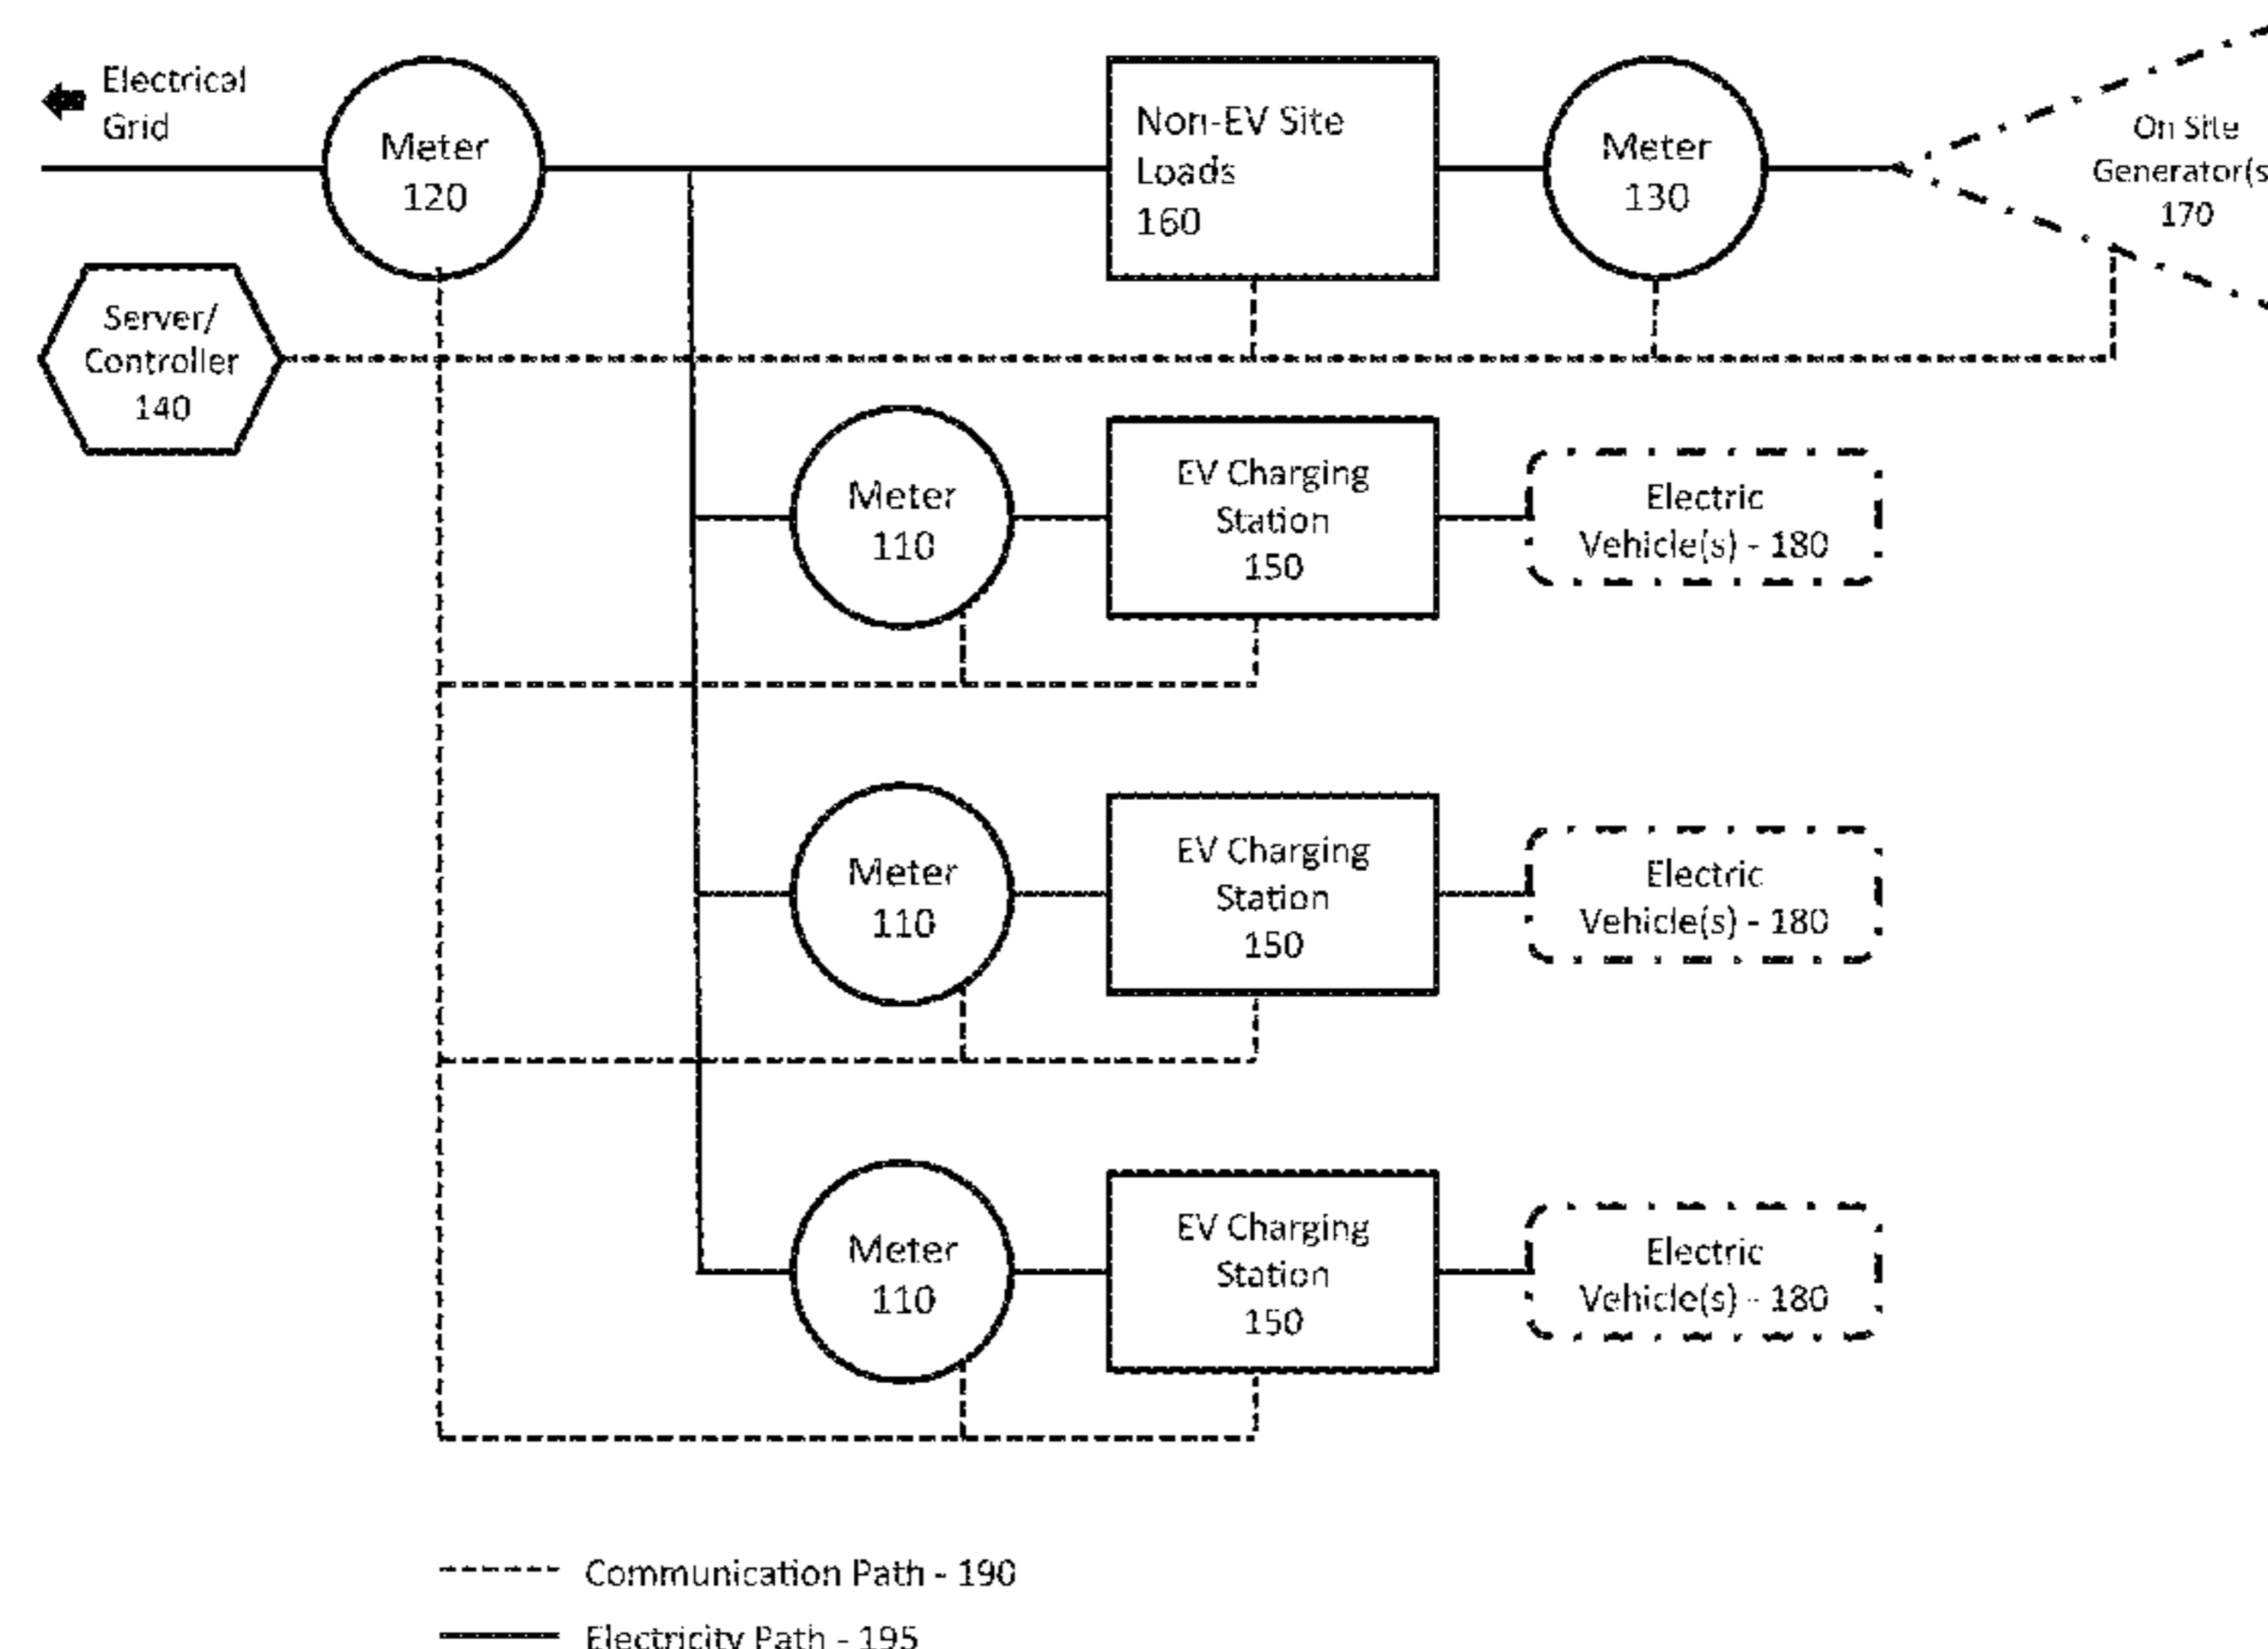 Electrical
Grid
Meter
120
Non-EV Site
Loads
160
Meter
130
On Site
Generator(s
170
Server/
Controller
140
Meter
110
EV Charging
Station
150
Electric
Vehicle(s) - 180
Meter
110
EV Charging
Station
150
Electric
Vehicle(s) - 180
Meter
110
EV Charging
Station
150
Electric
Vehicle(s) - 180
Communication Path - 190
Electricity Path - 195